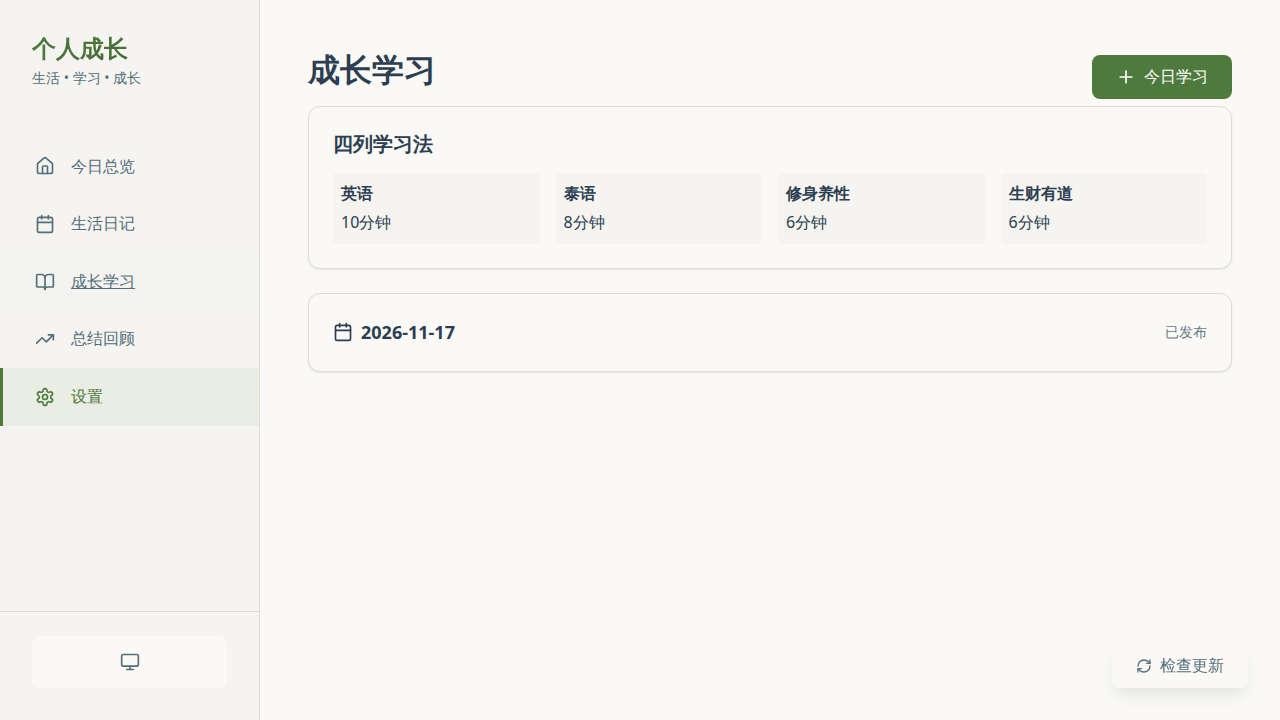 个人成长
生活 • 学习 • 成长
今日总览
生活日记
成长学习
总结回顾
设置
成长学习
今日学习
四列学习法
英语
10分钟
泰语
8分钟
修身养性
6分钟
生财有道
6分钟
2026-11-17
已发布
检查更新